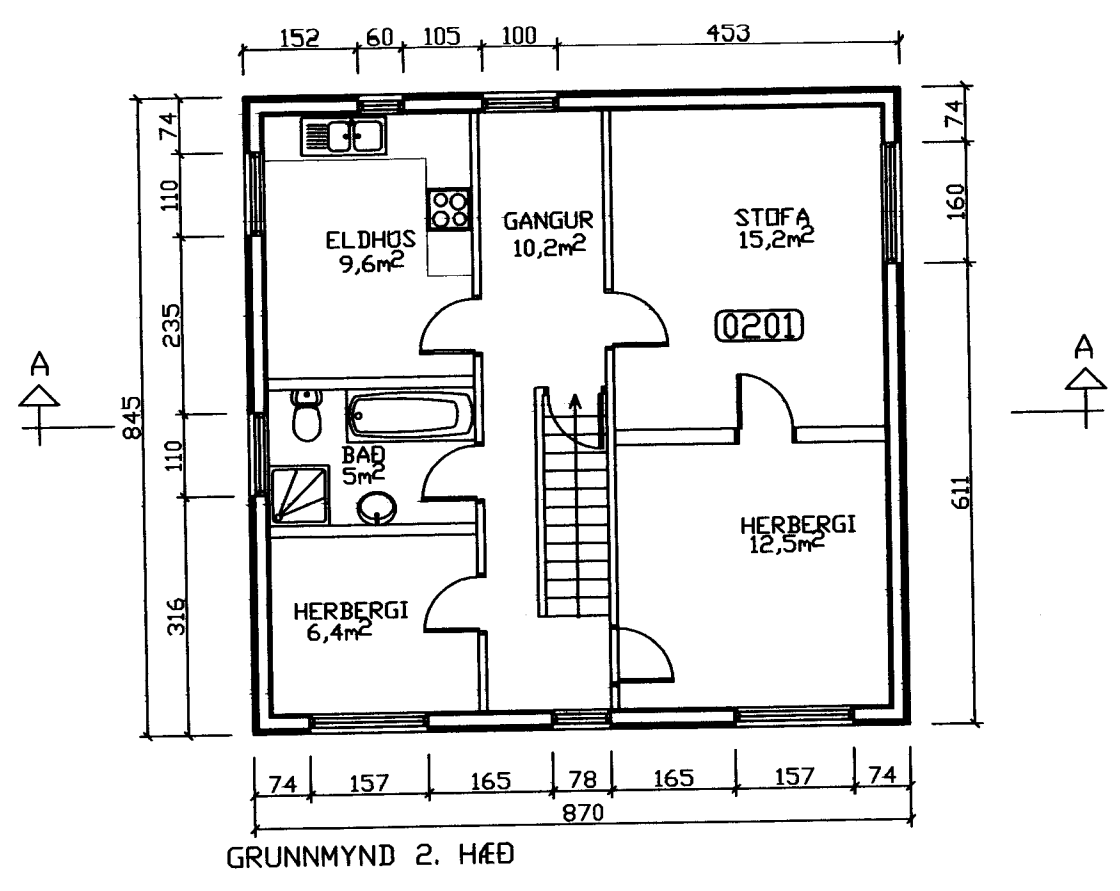 152 60 105 100 453
74
110
235
845
110
316
74
160
611
ELDHÚS
9,6m2
GANGUR
10,2m2
STOFA
15,2m2
0201
A
A
BAÐ
5m2
HERBERGI
12,5m2
HERBERGI
6,4m2
74 157 165 78 165 157 74
870
GRUNNMYND 2. HÆÐ